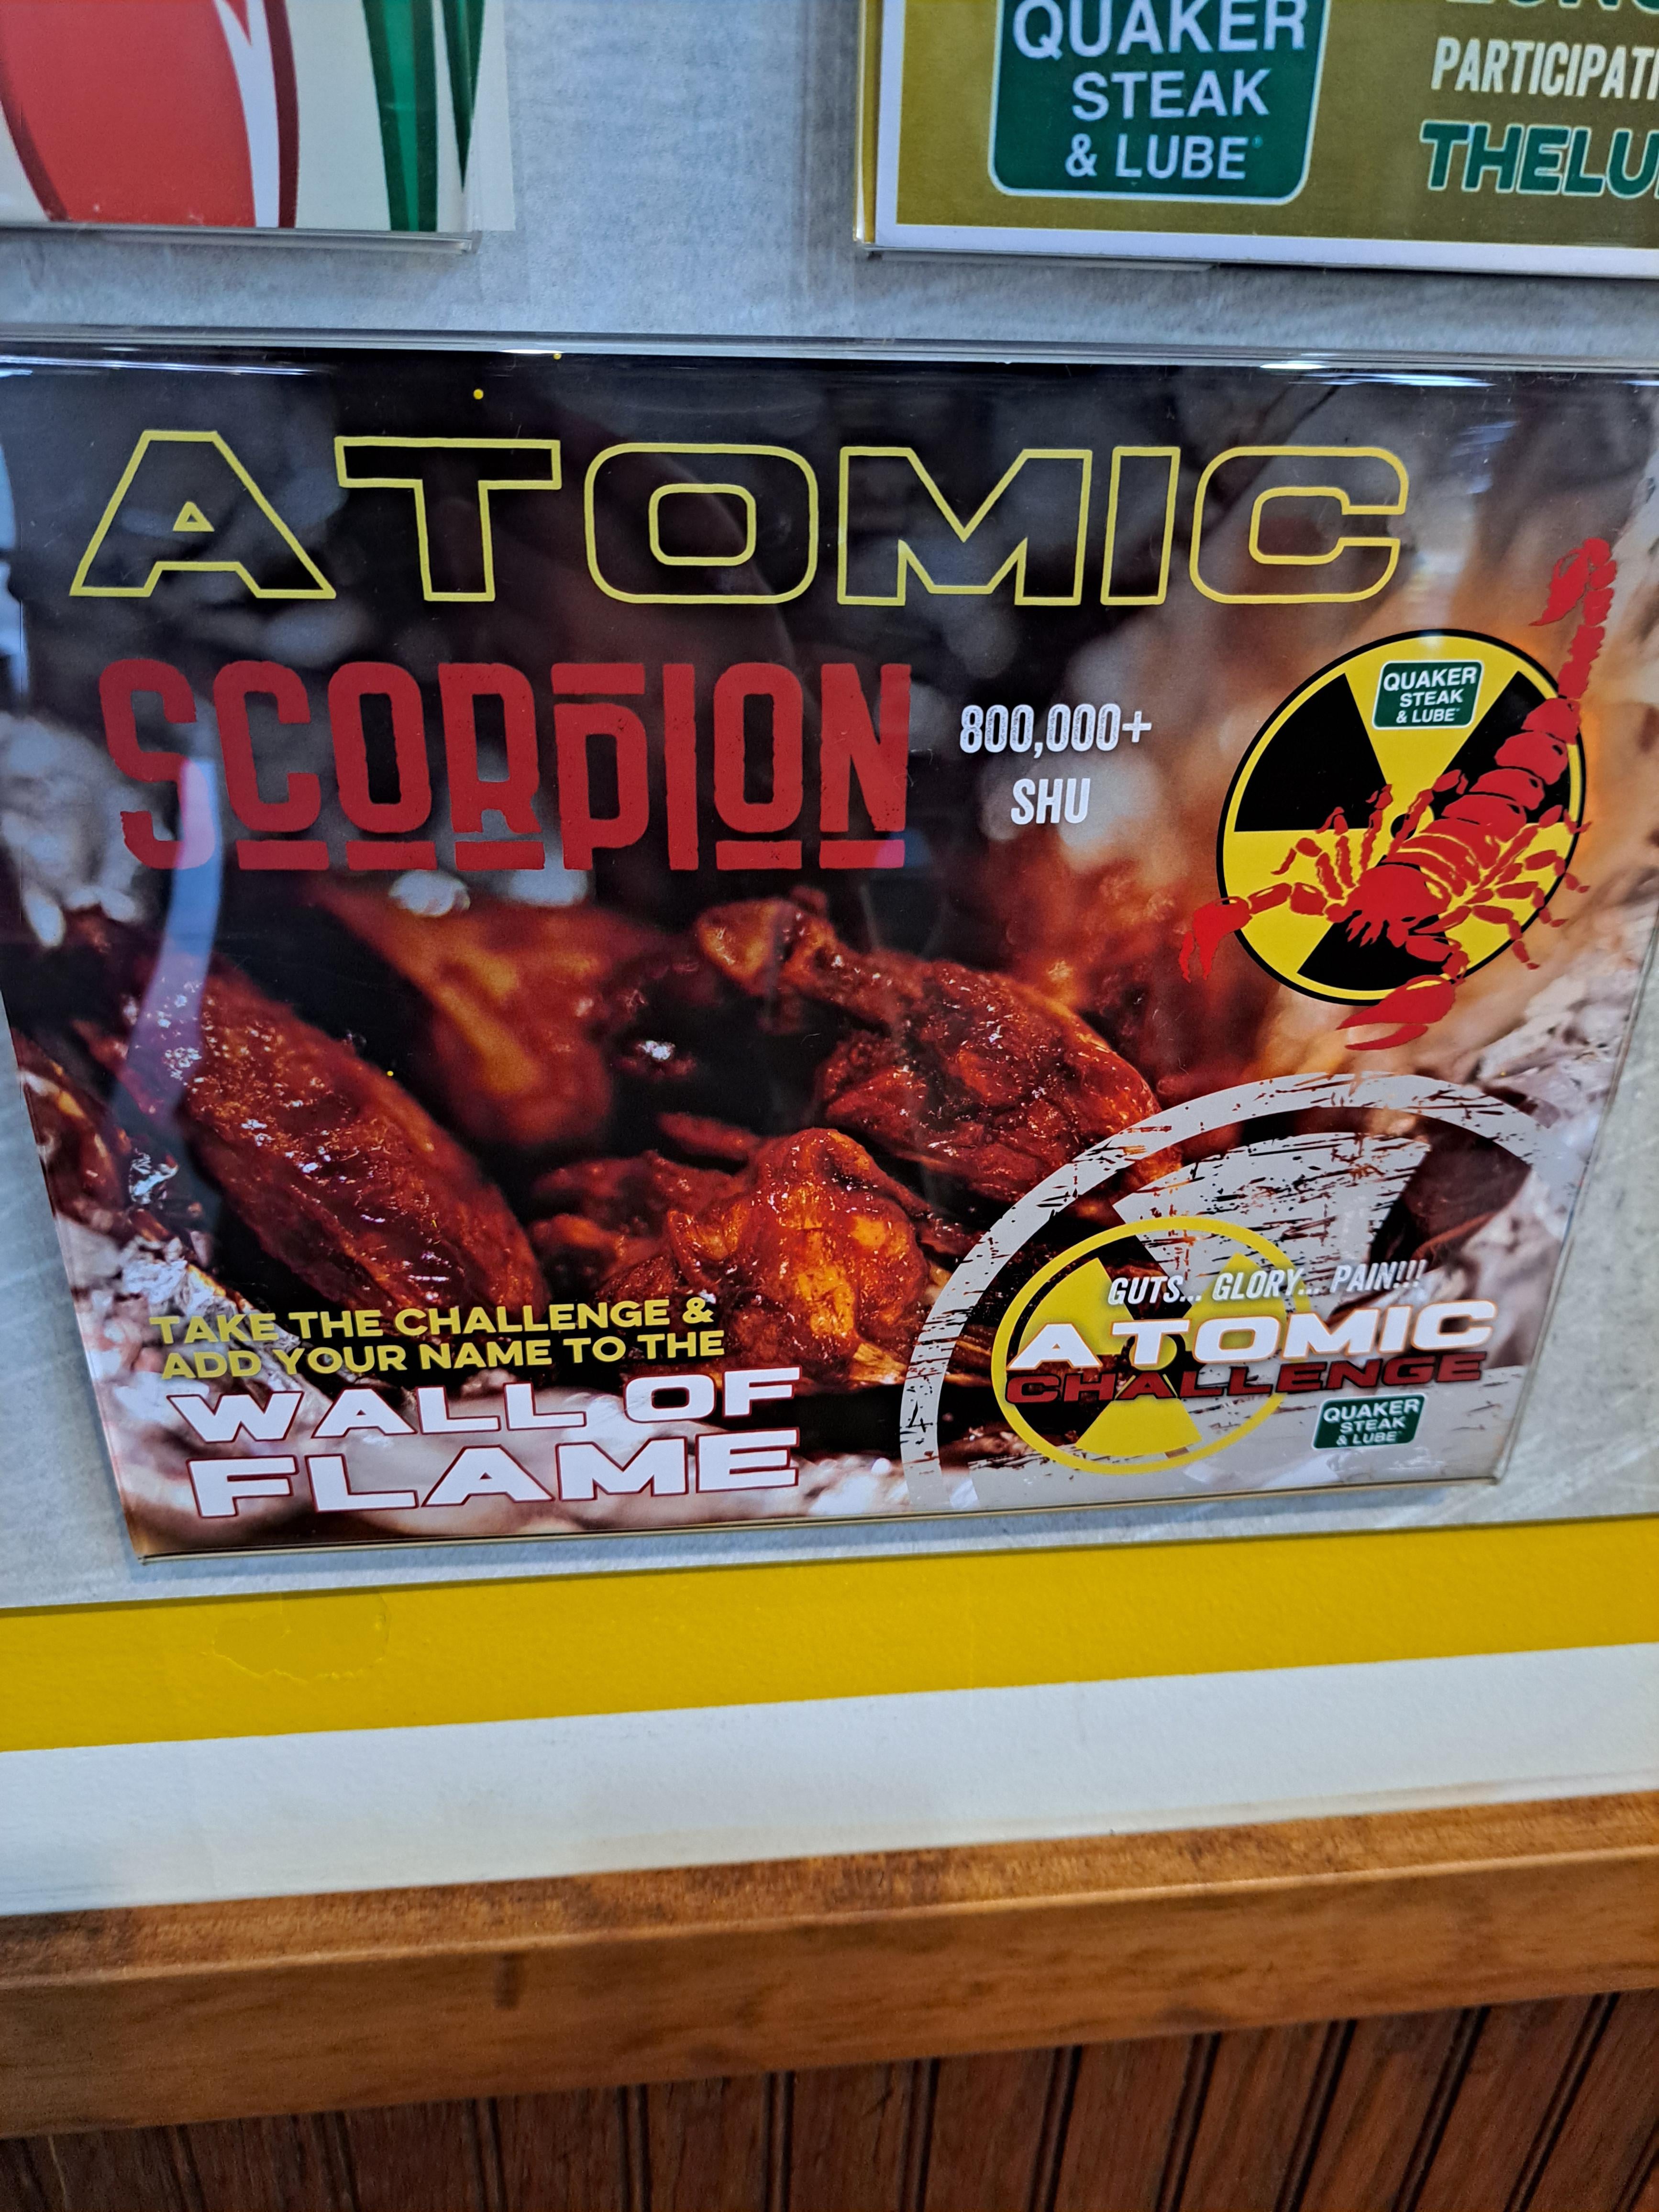 QUAKER
STEAK
& LUBE
THELU
ATOMIC
SCORPION
800,000+
SHU
QUAKER
STEAK
& LUBE
TAKE THE CHALLENGE &
ADD YOUR NAME TO THE
WALL OF
FLAME
GUTS... GLORY... PAIN!!!
ATOMIC
CHALLENGE
QUAKER
STEAK
& LUBE